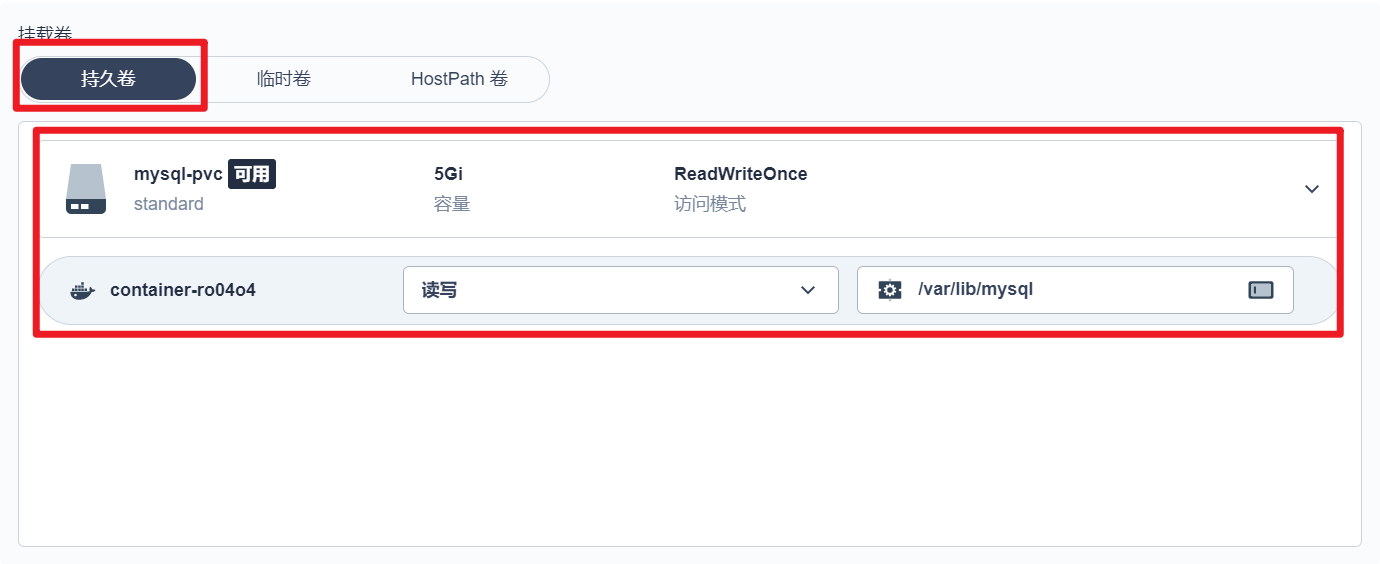 挂载卷
持久卷 临时卷 HostPath 卷
mysql-pvc 可用 5Gi ReadWriteOnce
standard 容量 访问模式
container-ro04o4 读写 /var/lib/mysql